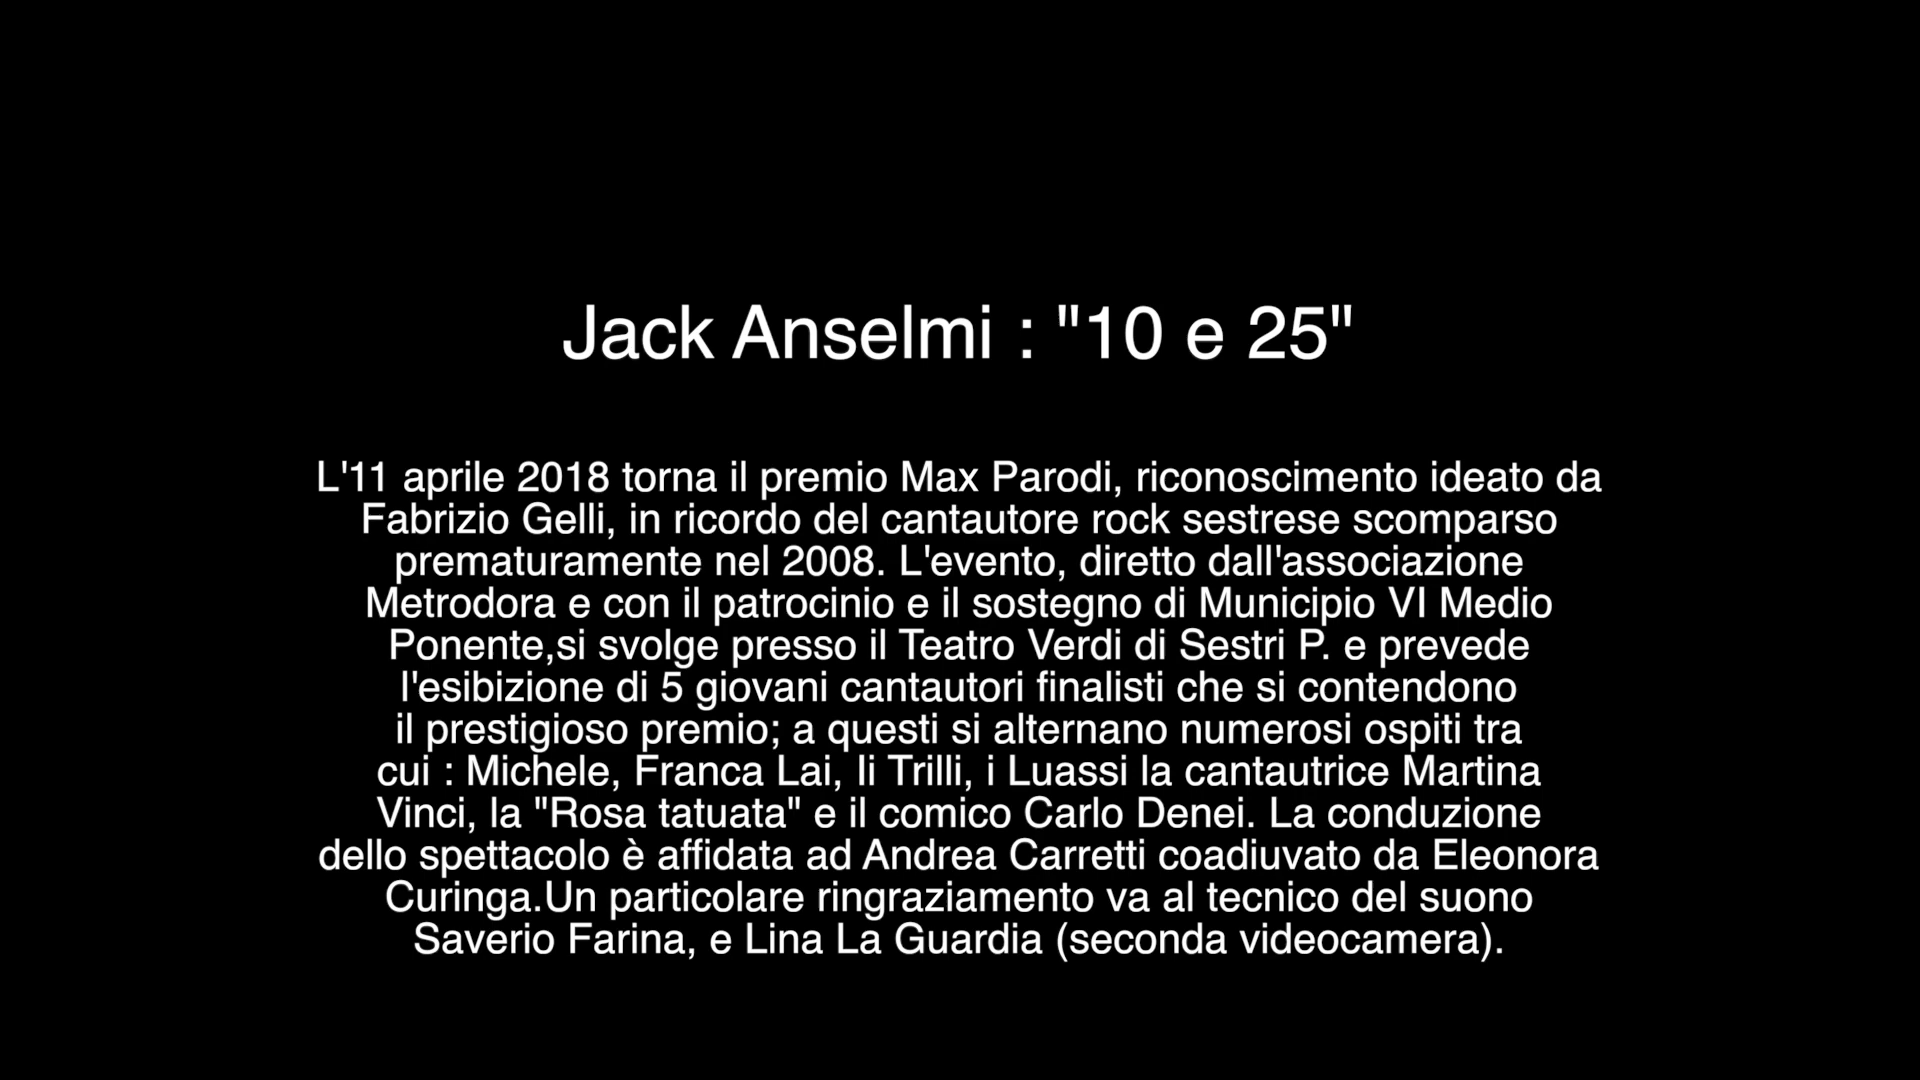 Jack Anselmi : "10 e 25"
L'11 aprile 2018 torna il premio Max Parodi, riconoscimento ideato da
Fabrizio Gelli, in ricordo del cantautore rock sestrese scomparso
prematuramente nel 2008. L'evento, diretto dall'associazione
Metrodora e con il patrocinio e il sostegno di Municipio VI Medio
Ponente,si svolge presso il Teatro Verdi di Sestri P. e prevede
l'esibizione di 5 giovani cantautori finalisti che si contendono
il prestigioso premio; a questi si alternano numerosi ospiti tra
cui : Michele, Franca Lai, Ii Trilli, i Luassi la cantautrice Martina
Vinci, la "Rosa tatuata" e il comico Carlo Denei. La conduzione
dello spettacolo è affidata ad Andrea Carretti coadiuvato da Eleonora
Curinga.Un particolare ringraziamento va al tecnico del suono
Saverio Farina, e Lina La Guardia (seconda videocamera).